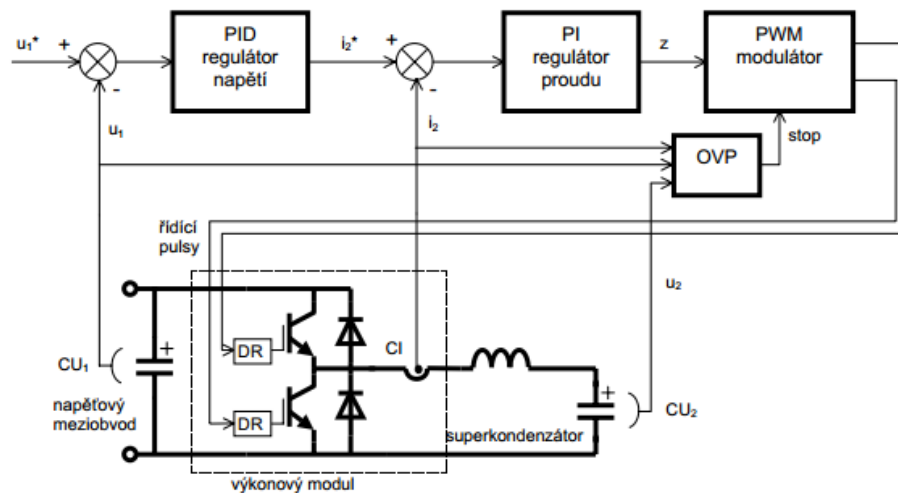 u1*
+
-
u1
PID
regulátor
napětí
i2*
+
-
i2
PI
regulátor
proudu
z
PWM
modulátor
stop
OVP
řídící
pulsy
u2
DR
DR
CI
CU1
+
napěťový
meziobvod
výkonový modul
superkondenzátor
+
CU2